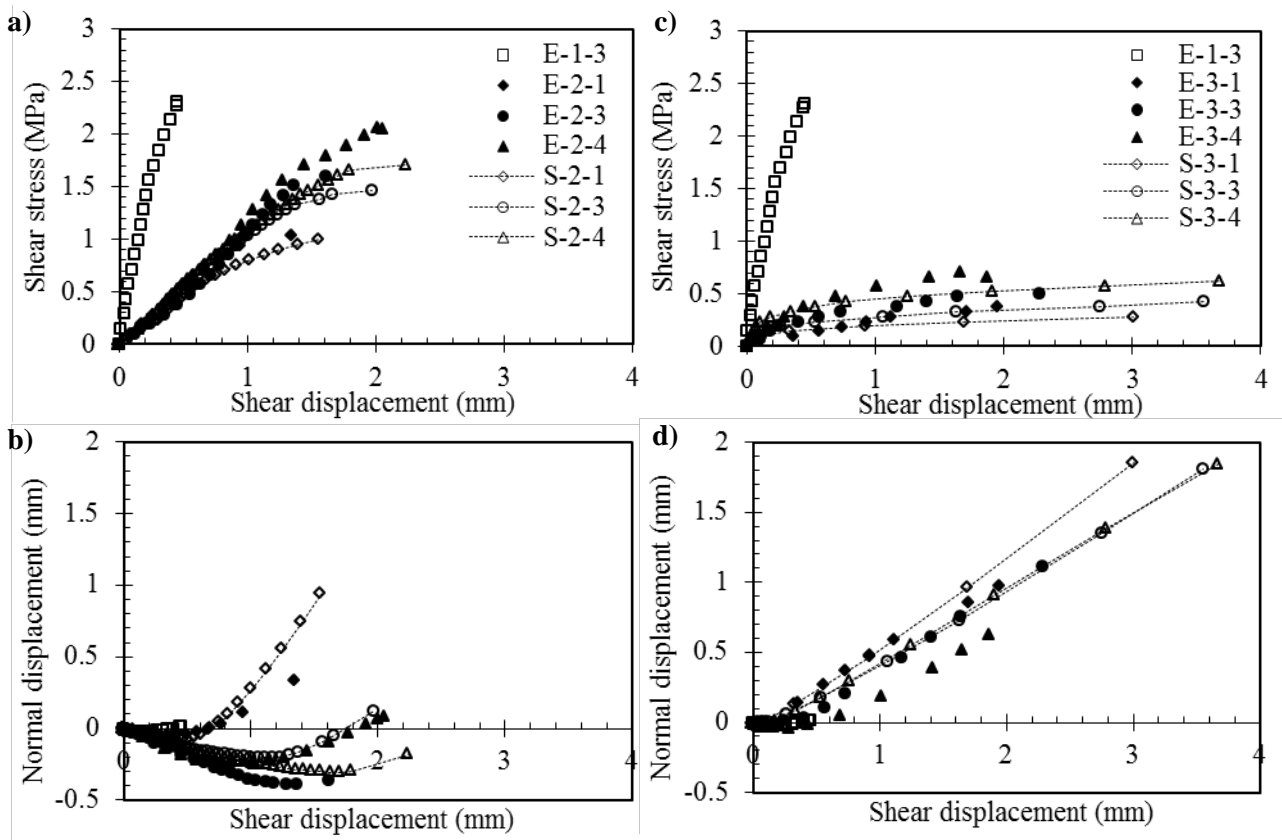 a)
3
2.5
2
1.5
1
0.5
0
Shear stress (MPa)
E-1-3
E-2-1
E-2-3
E-2-4
S-2-1
S-2-3
S-2-4
0 1 2 3 4
Shear displacement (mm)
c)
3
2.5
2
1.5
1
0.5
0
Shear stress (MPa)
E-1-3
E-3-1
E-3-3
E-3-4
S-3-1
S-3-3
S-3-4
0 1 2 3 4
Shear displacement (mm)
b)
2
1.5
1
0.5
0
-0.5
Normal displacement (mm)
0 1 2 3 4
Shear displacement (mm)
d)
2
1.5
1
0.5
0
-0.5
Normal displacement (mm)
0 1 2 3 4
Shear displacement (mm)